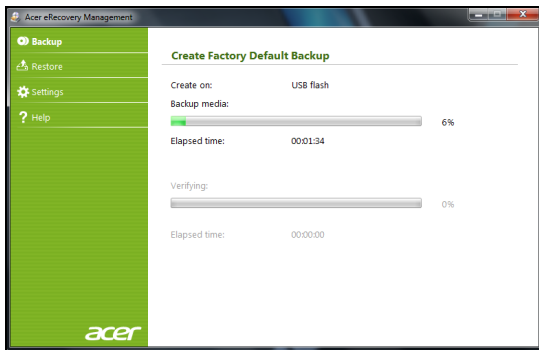 Acer eRecovery Management
Backup
Restore
Settings
? Help
Create Factory Default Backup
Create on: USB flash
Backup media:
6%
Elapsed time: 00:01:34
Verifying:
0%
Elapsed time: 00:00:00
acer